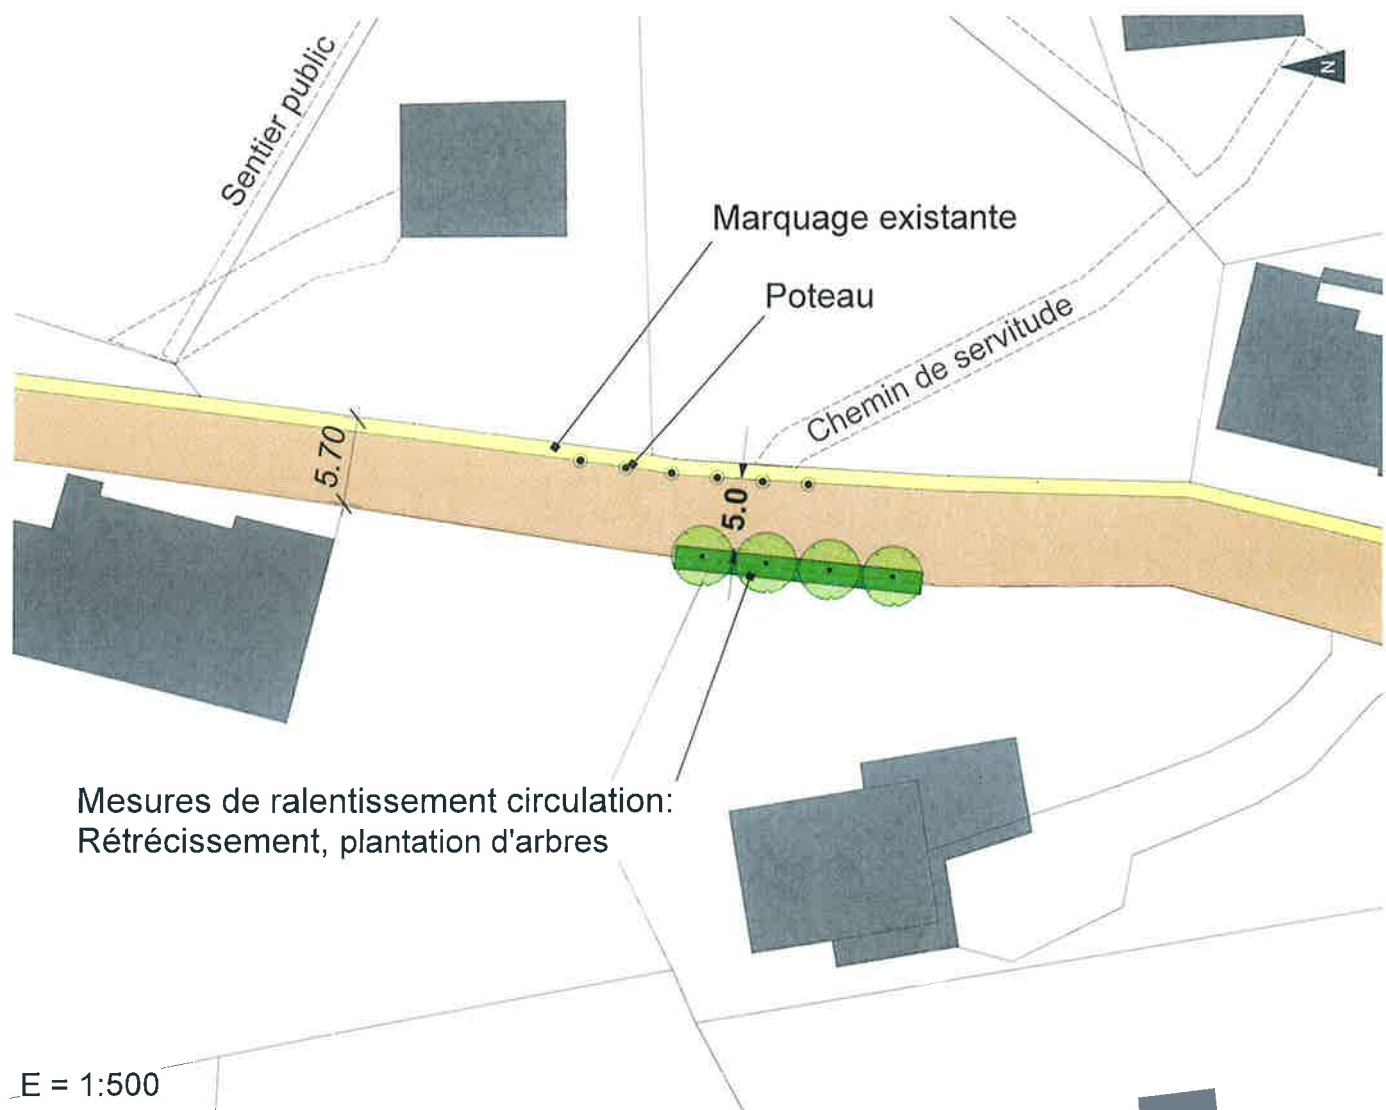 Sentier public
N
Marquage existante
Poteau
Chemin de servitude
5.70
5.0
Mesures de ralentissement circulation:
Rétrécissement, plantation d'arbres
E = 1:500